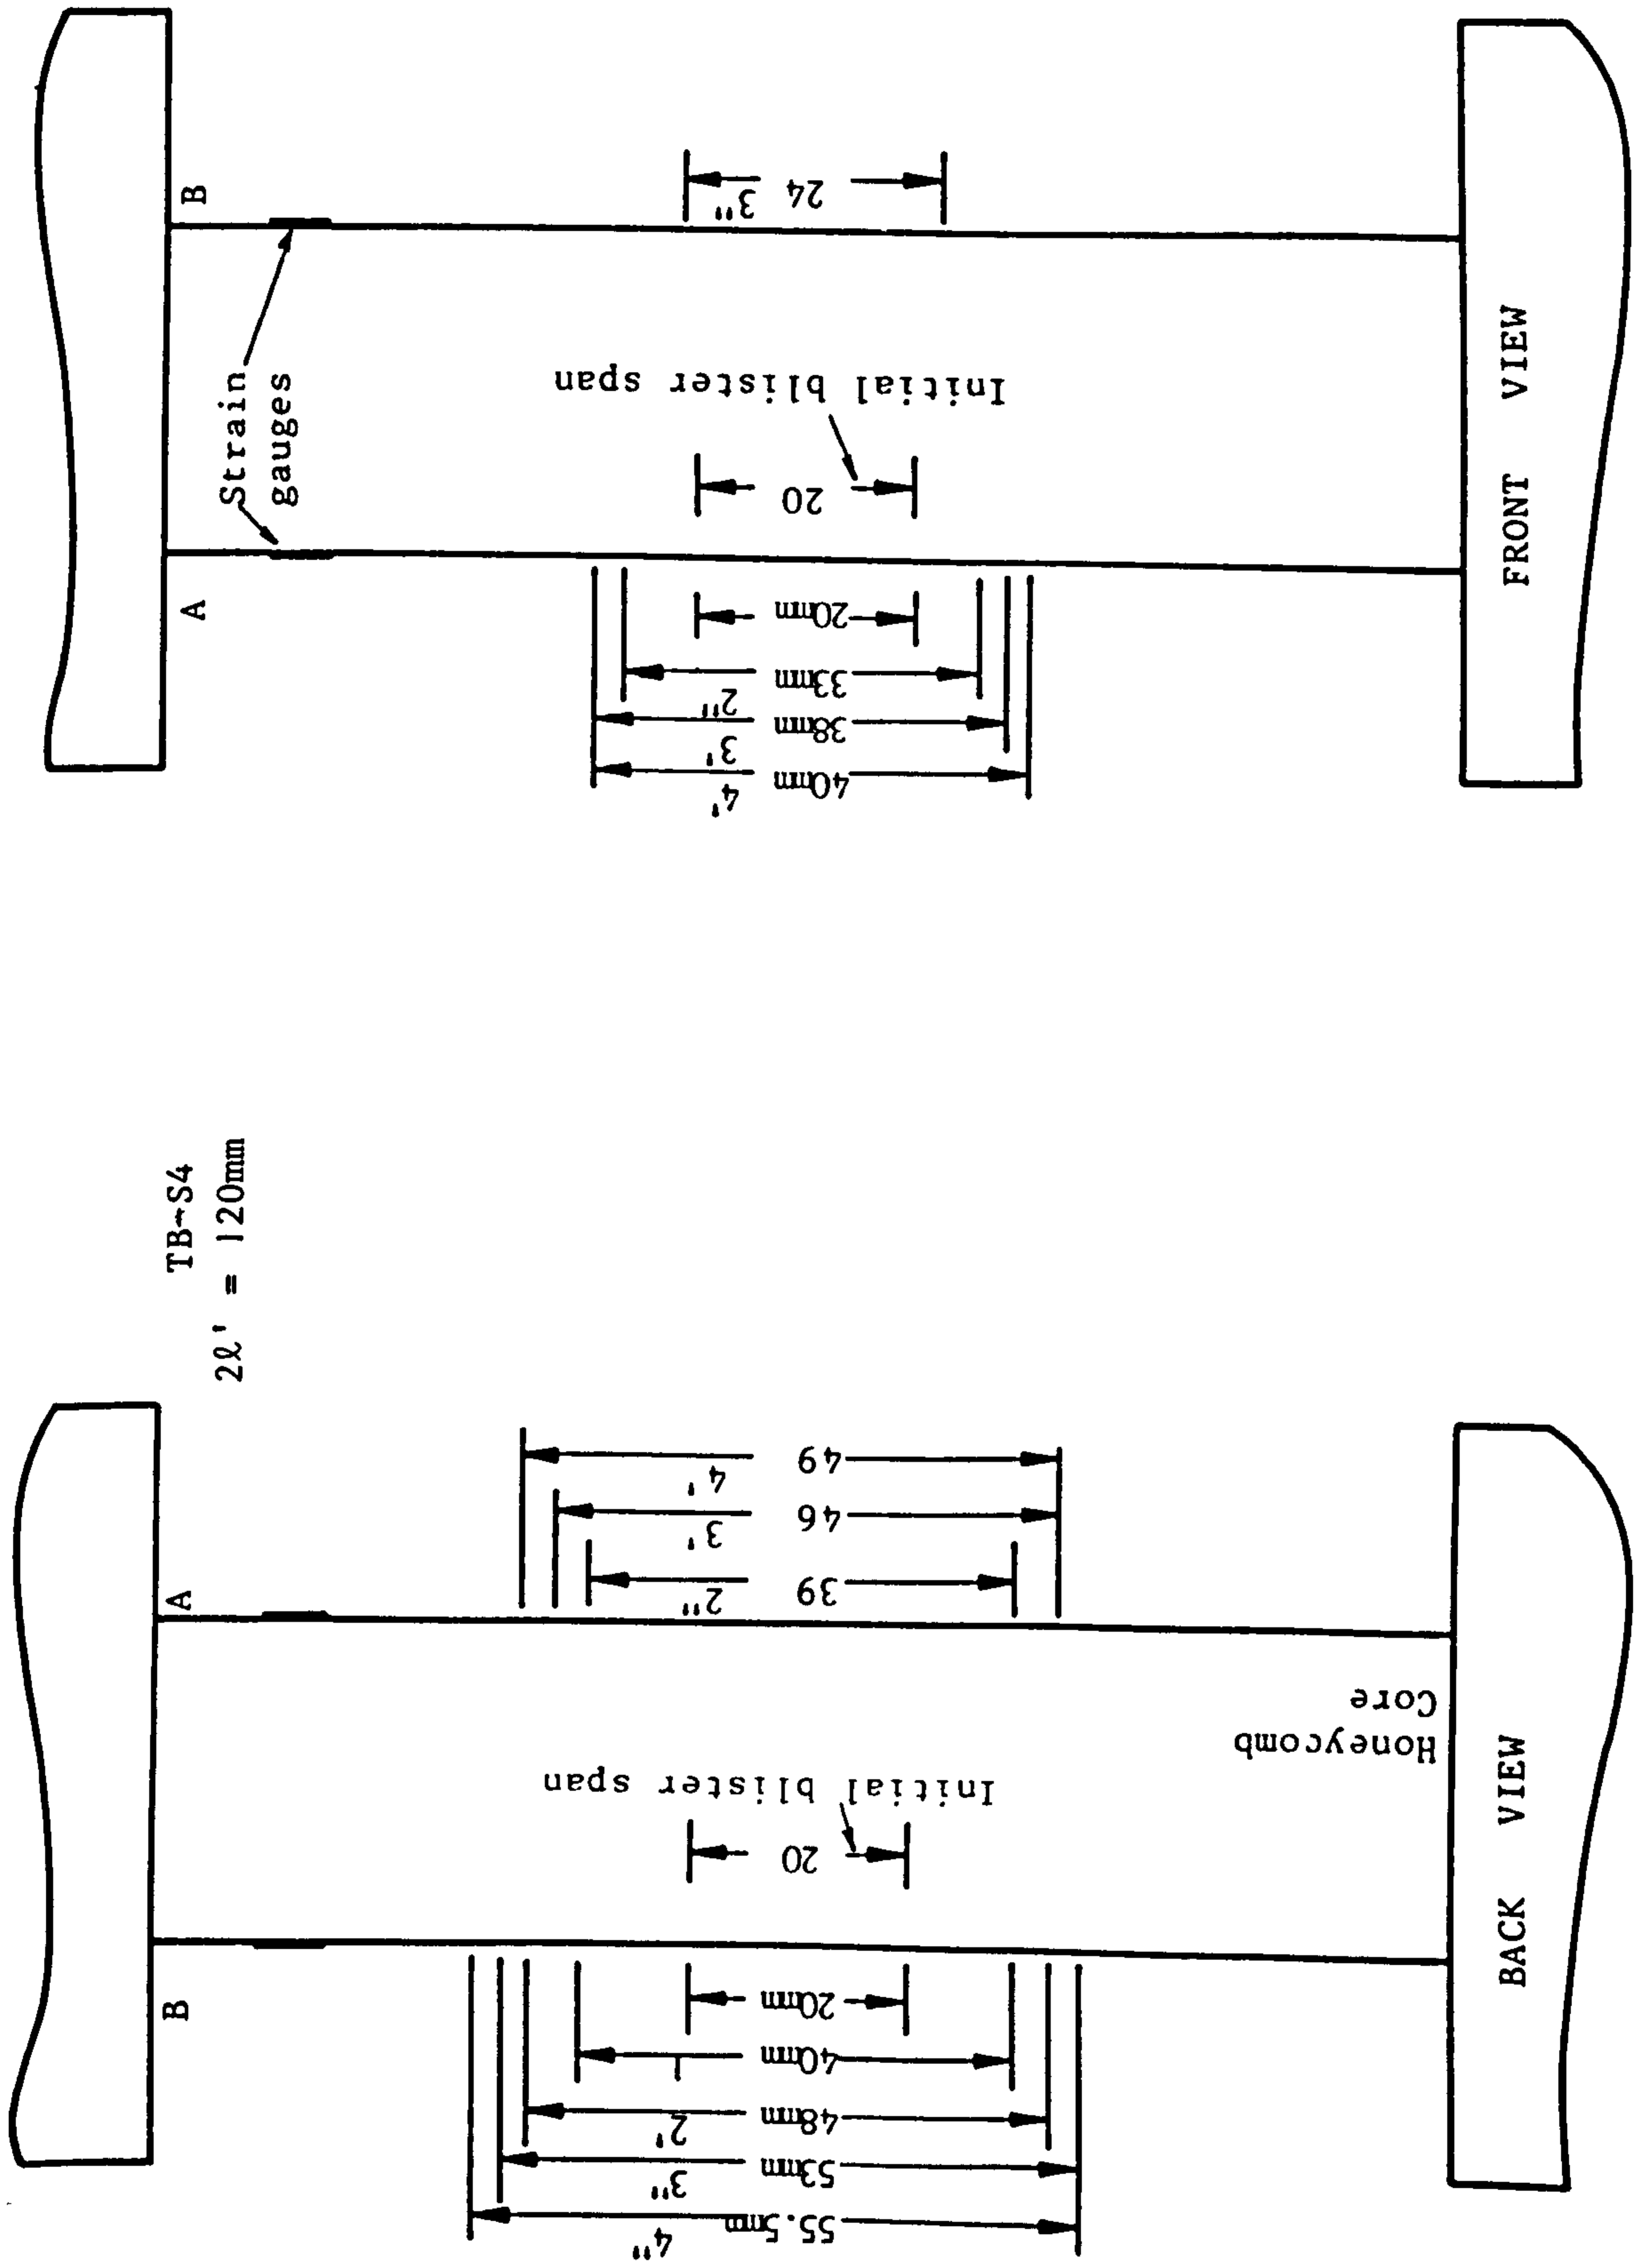 TB-S4
2ℓ' = 120mm
B
A
Initial blister span
20
20mm
40mm
1
48mm
2'
53mm
3"
55.5mm
4"
39
2"
46
3'
49
4'
Honeycomb
Core
BACK VIEW
A
B
Strain
gauges
Initial blister span
20
20mm
33mm
2"
38mm
3'
40mm
4'
24
3"
FRONT VIEW